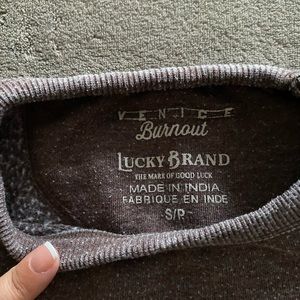 VENICE
Burnout
LUCKY BRAND
THE MARK OF GOOD LUCK
MADE IN INDIA
FABRIQUE EN INDE
S/P